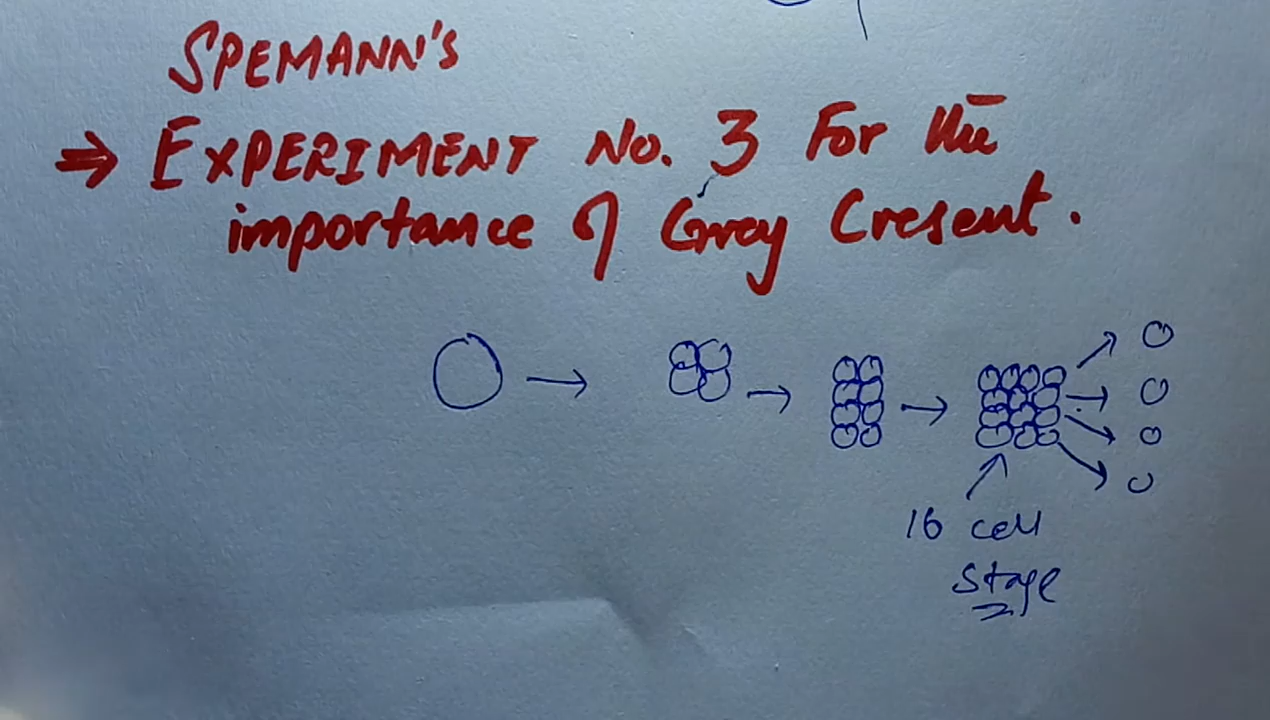 SPEMANN'S
⇒ EXPERIMENT No. 3 For the
importance of Grey Cresent.
16 cell
stage